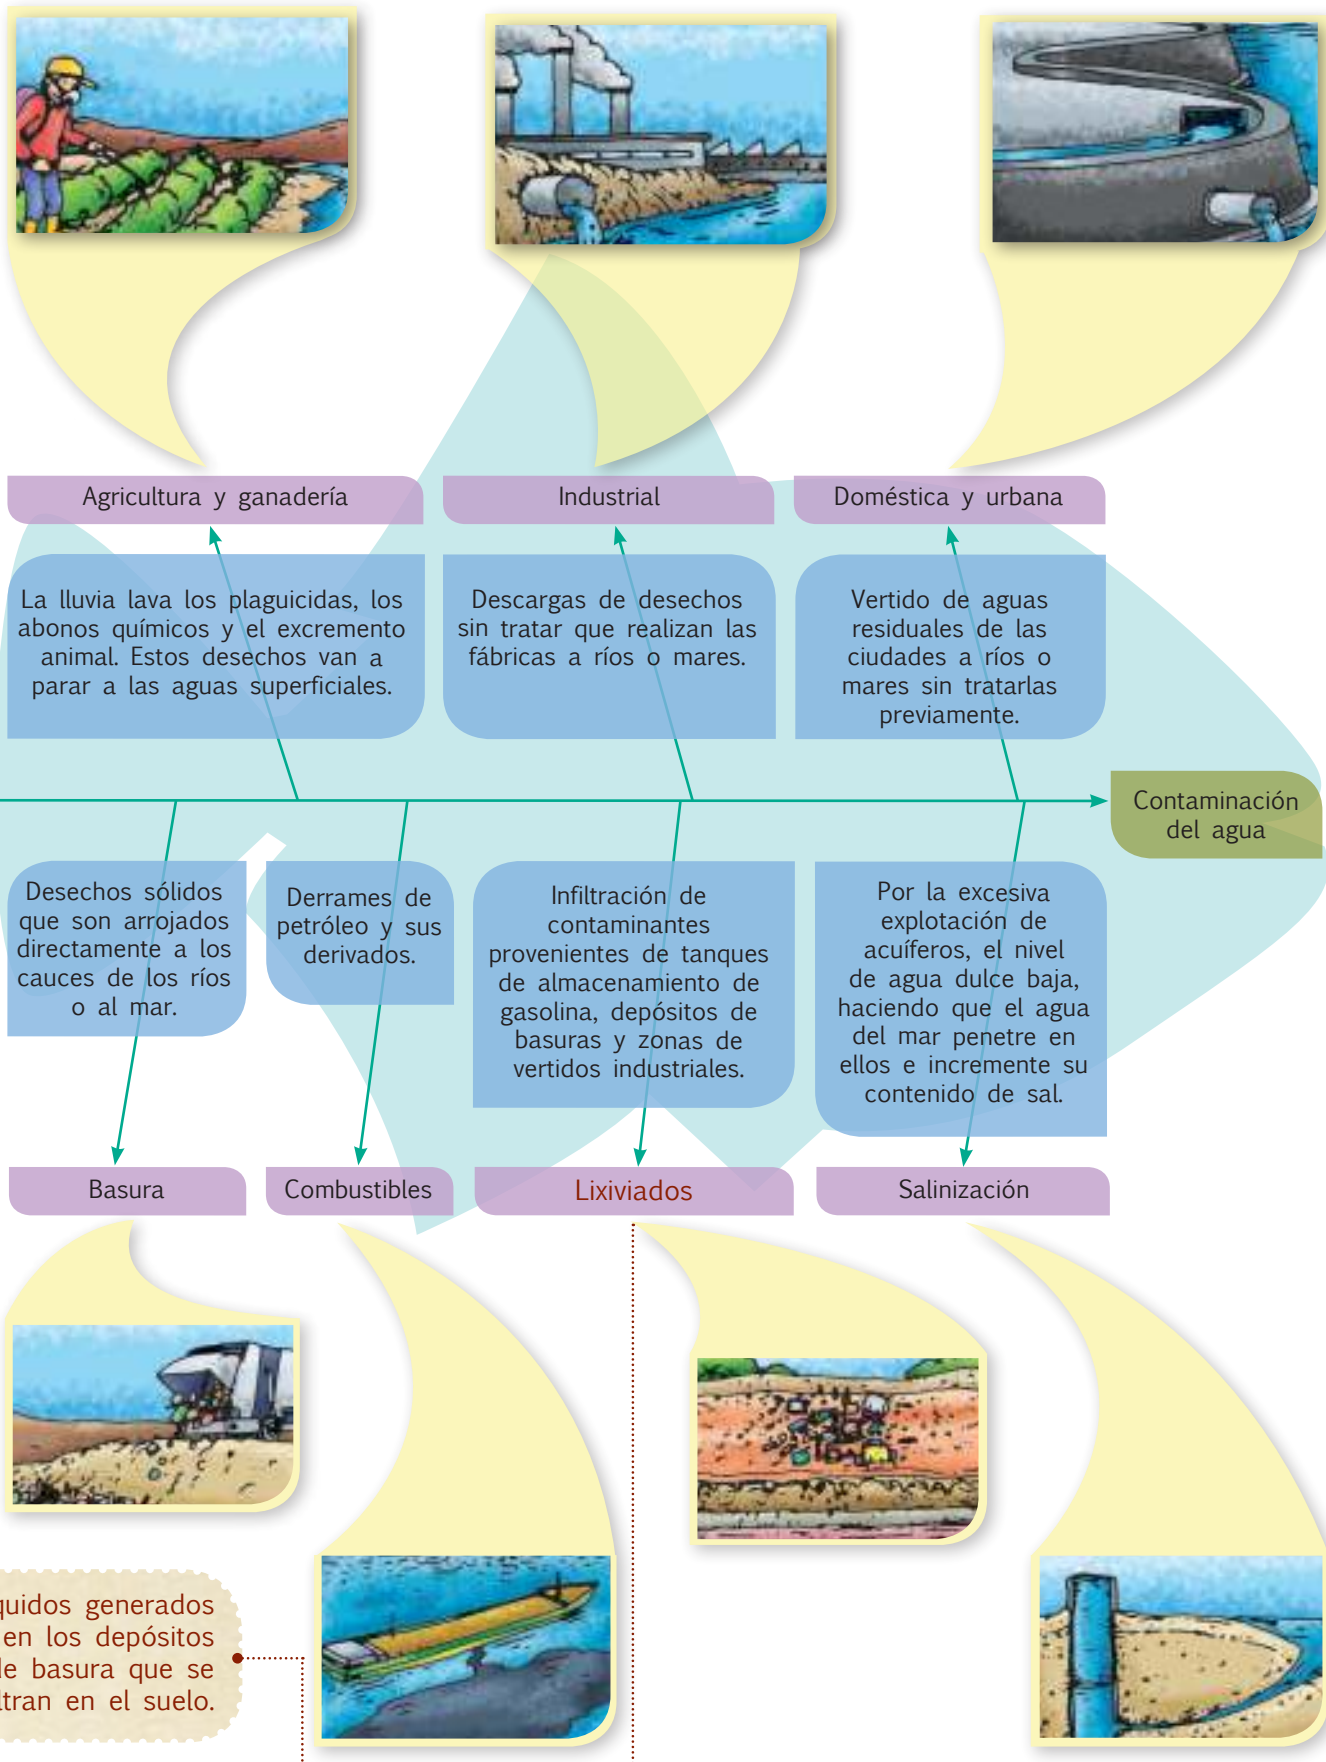 Agricultura y ganadería
Industrial
Doméstica y urbana
La lluvia lava los plaguicidas, los
abonos químicos y el excremento
animal. Estos desechos van a
parar a las aguas superficiales.
Descargas de desechos
sin tratar que realizan las
fábricas a ríos o mares.
Vertido de aguas
residuales de las
ciudades a ríos o
mares sin tratarlas
previamente.
Contaminación
del agua
Desechos sólidos
que son arrojados
directamente a los
cauces de los ríos
o al mar.
Derrames de
petróleo y sus
derivados.
Infiltración de
contaminantes
provenientes de tanques
de almacenamiento de
gasolina, depósitos de
basuras y zonas de
vertidos industriales.
Por la excesiva
explotación de
acuíferos, el nivel
de agua dulce baja,
haciendo que el agua
del mar penetre en
ellos e incremente su
contenido de sal.
Basura
Combustibles
Lixiviados
Salinización
generados
en los depósitos
basura que se
en el suelo.